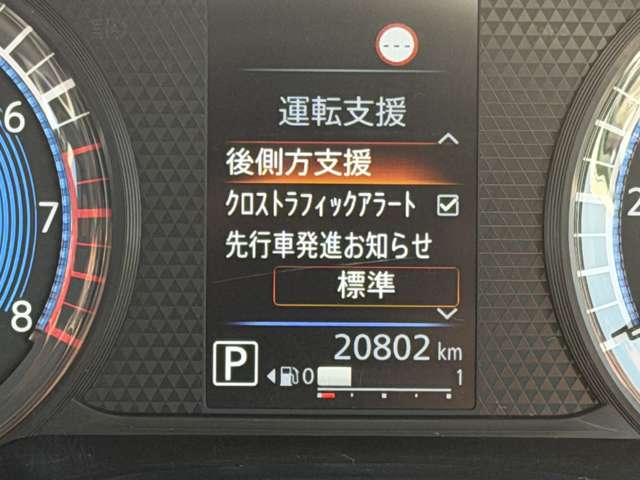 ---
運転支援
後側方支援
クロストラフィックアラート
先行車発進お知らせ
標準
20802 km
P
0 1
6
7
8
2